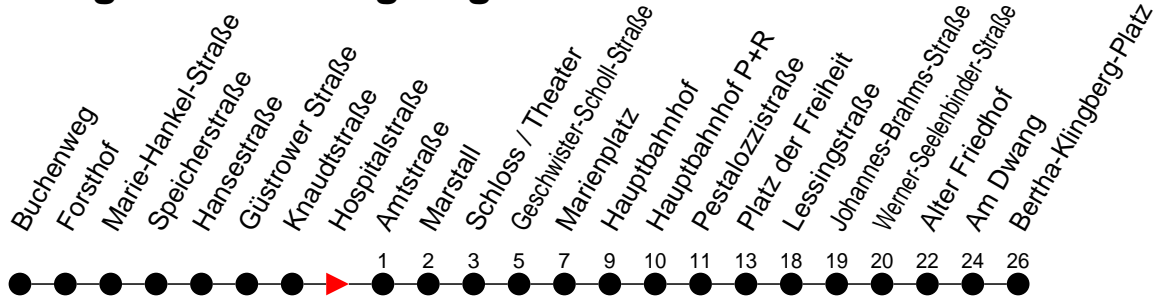 Buchenweg
Forsthof
Marie-Hankel-Straße
Speicherstraße
Hansestraße
Güstrower Straße
Knaudtstraße
Hospitalstraße
Amtstraße
Marstall
Schloss / Theater
Geschwister-Scholl-Straße
Marienplatz
Hauptbahnhof
Hauptbahnhof P+R
Pestalozzistraße
Platz der Freiheit
Lessingstraße
Johannes-Brahms-Straße
Werner-Seelenbinder-Straße
Alter Friedhof
Am Dwang
Bertha-Klingberg-Platz
1 2 3 5 7 9 10 11 13 18 19 20 22 24 26